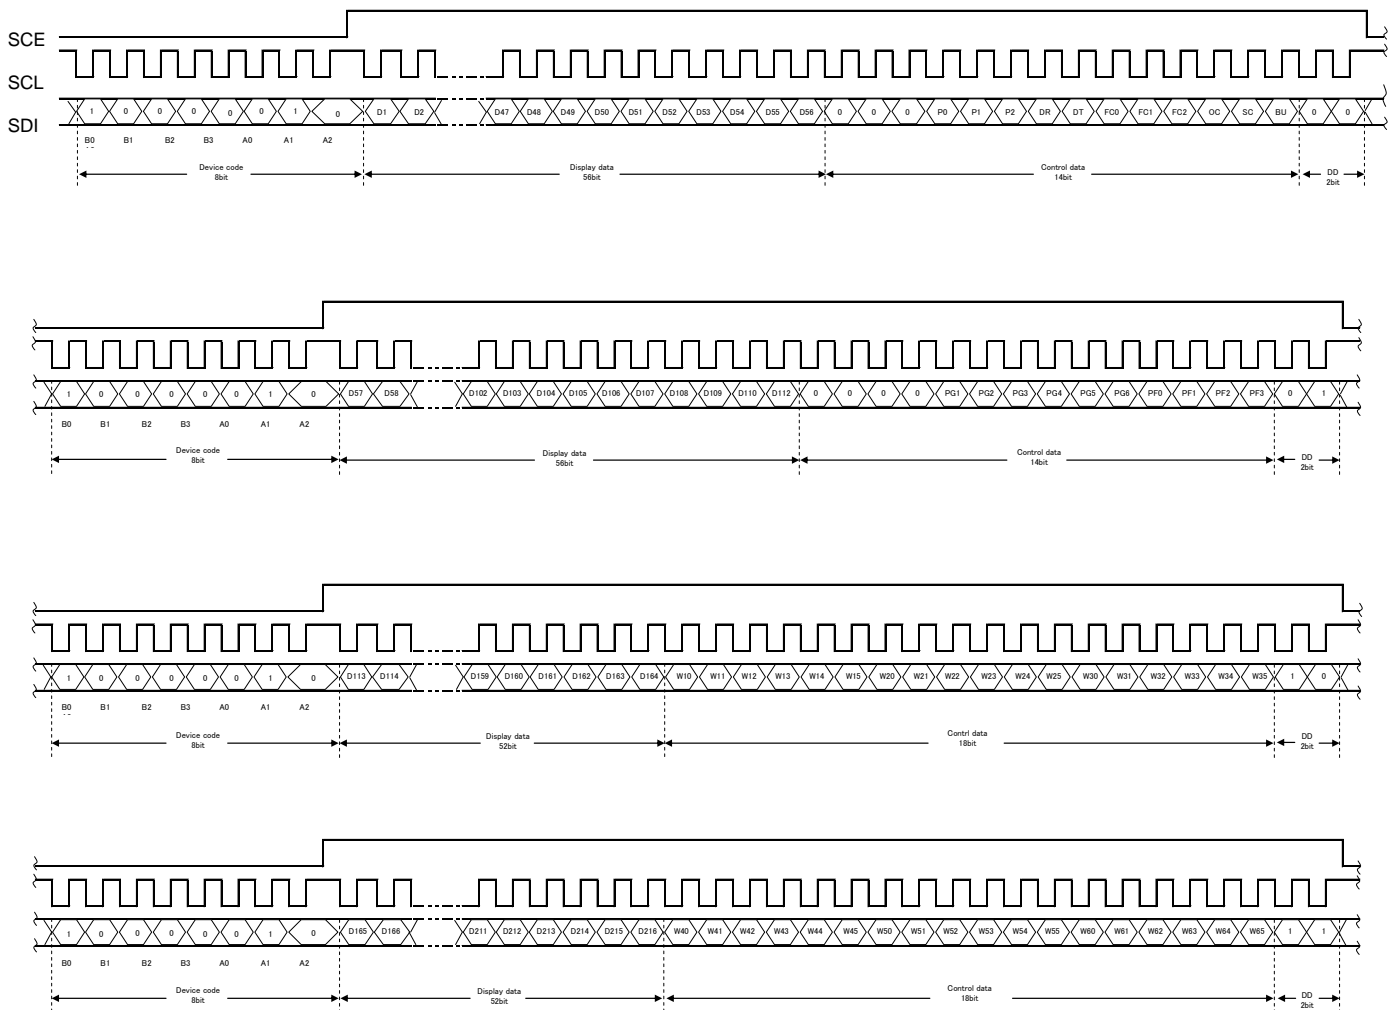 SCE
SCL
SDI
1 0 0 0 0 0 1 0 D1 D2 D47 D48 D49 D50 D51 D52 D53 D54 D55 D56 0 0 0 P0 P1 P2 DR DT FC0 FC1 FC2 OC SC BU 0 0
B0 B1 B2 B3 A0 A1 A2
Device code
8bit
Display data
56bit
Control data
14bit
DD
2bit
1 0 0 0 0 0 1 0 D57 D58 D102 D103 D104 D105 D106 D107 D108 D109 D110 D112 0 0 0 0 PG1 PG2 PG3 PG4 PG5 PG6 PF0 PF1 PF2 PF3 0 1
B0 B1 B2 B3 A0 A1 A2
Device code
8bit
Display data
56bit
Control data
14bit
DD
2bit
1 0 0 0 0 0 1 0 D113 D114 D159 D160 D161 D162 D163 D164 W10 W11 W12 W13 W14 W15 W20 W21 W22 W23 W24 W25 W30 W31 W32 W33 W34 W35 1 0
B0 B1 B2 B3 A0 A1 A2
Device code
8bit
Display data
52bit
Contrl data
18bit
DD
2bit
1 0 0 0 0 0 1 0 D165 D166 D211 D212 D213 D214 D215 D216 W40 W41 W42 W43 W44 W45 W50 W51 W52 W53 W54 W55 W60 W61 W62 W63 W64 W65 1 1
B0 B1 B2 B3 A0 A1 A2
Device code
8bit
Display data
52bit
Control data
18bit
DD
2bit